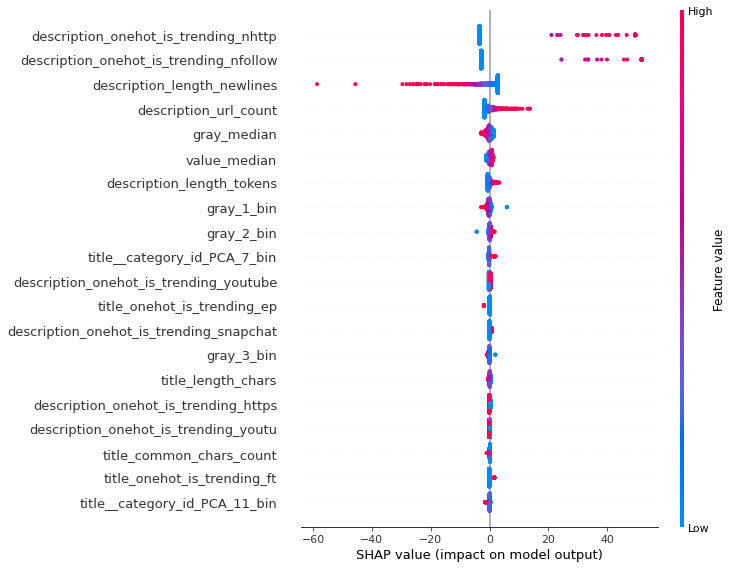 High
description_onehot_is_trending_nhttp
description_onehot_is_trending_nfollow
description_length_newlines
description_url_count
gray_median
value_median
description_length_tokens
gray_1_bin
gray_2_bin
title__category_id_PCA_7_bin
description_onehot_is_trending_youtube
title_onehot_is_trending_ep
description_onehot_is_trending_snapchat
gray_3_bin
title_length_chars
description_onehot_is_trending_https
description_onehot_is_trending_youtu
title_common_chars_count
title_onehot_is_trending_ft
title__category_id_PCA_11_bin
Feature value
Low
−60 −40 −20 0 20 40
SHAP value (impact on model output)